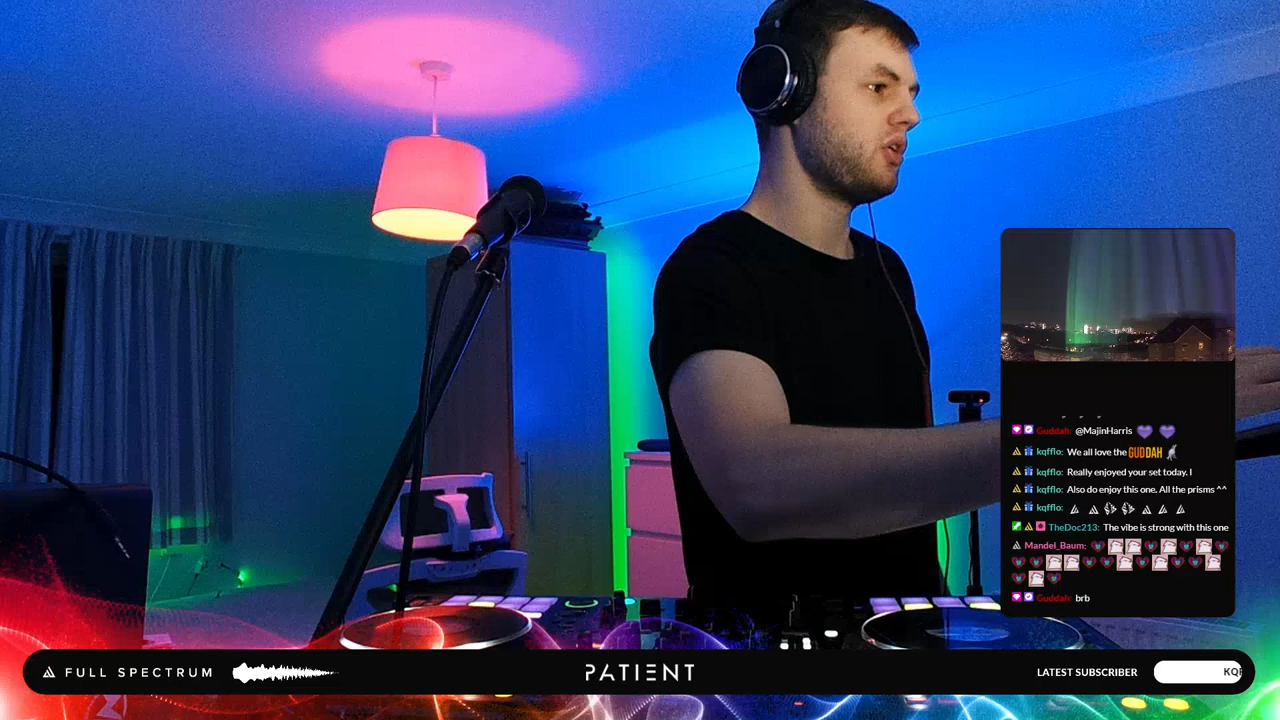 Guddah: @MajinHarris
kqfflo: We all love the GUDDAH
kqfflo: Really enjoyed your set today. I
kqfflo: Also do enjoy this one. All the prisms ^^
kqfflo:
TheDoc213: The vibe is strong with this one
Mandel_Baum:
Guddah: brb
FULL SPECTRUM
PATIENT
LATEST SUBSCRIBER
KQF